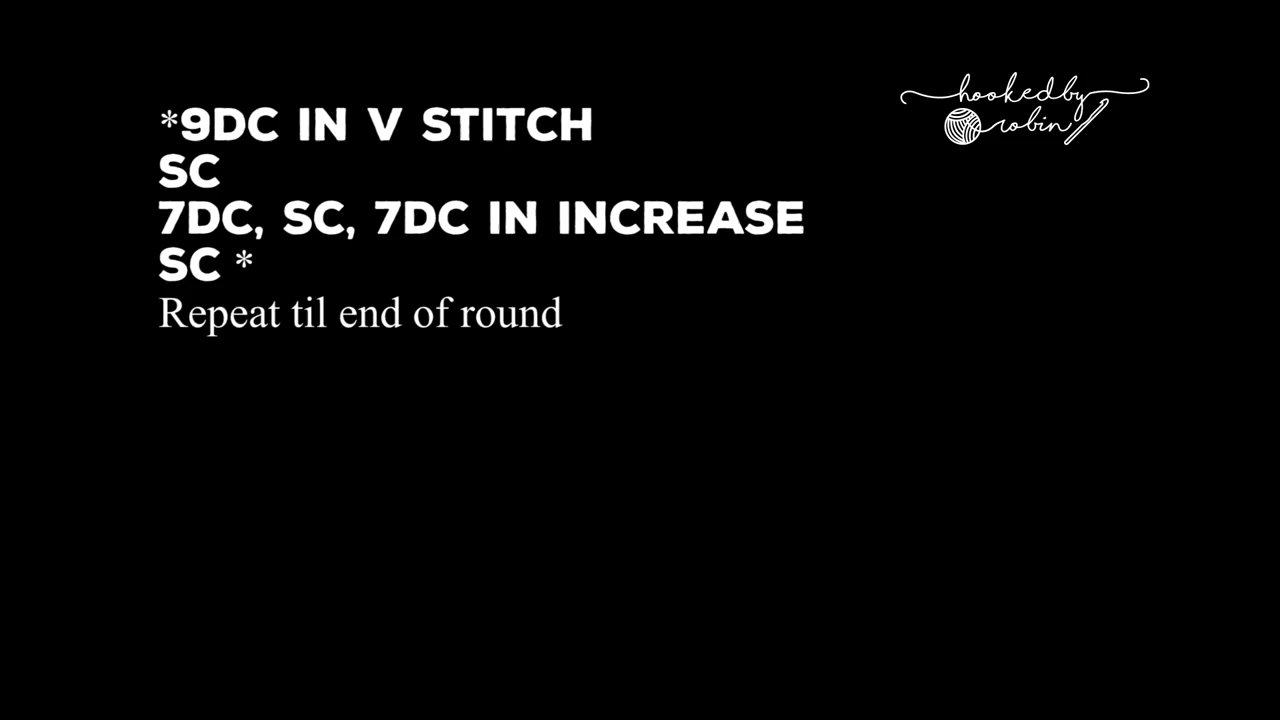 *9DC IN V STITCH
SC
7DC, SC, 7DC IN INCREASE
SC *
Repeat til end of round
hookedby
robin